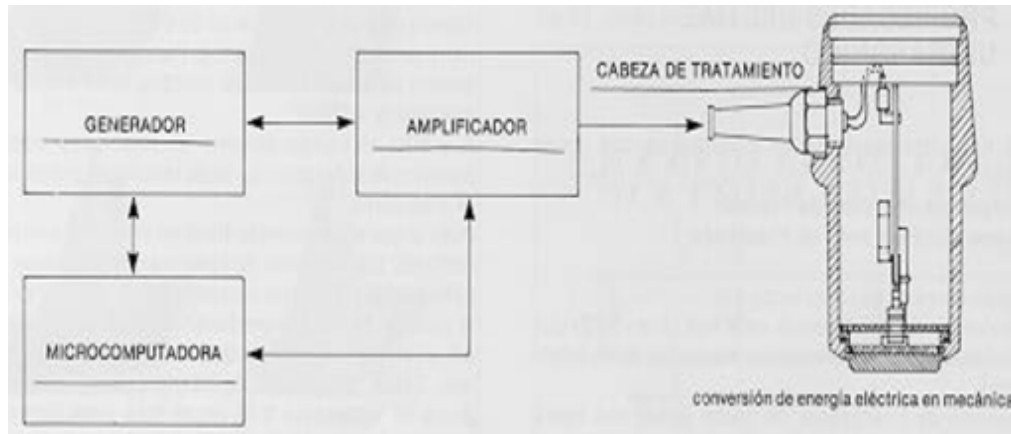 CABEZA DE TRATAMIENTO
GENERADOR
AMPLIFICADOR
MICROCOMPUTADORA
conversión de energía eléctrica en mecánica